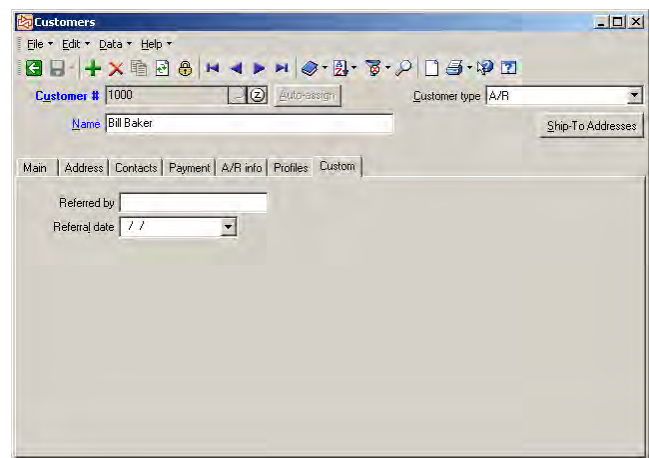 Customers
File Edit Data Help
Customer # 1000 ... Z Auto-assign Customer type A/R
Name Bill Baker Ship-To Addresses
Main Address Contacts Payment A/R info Profiles Custom
Referred by
Referral date / /